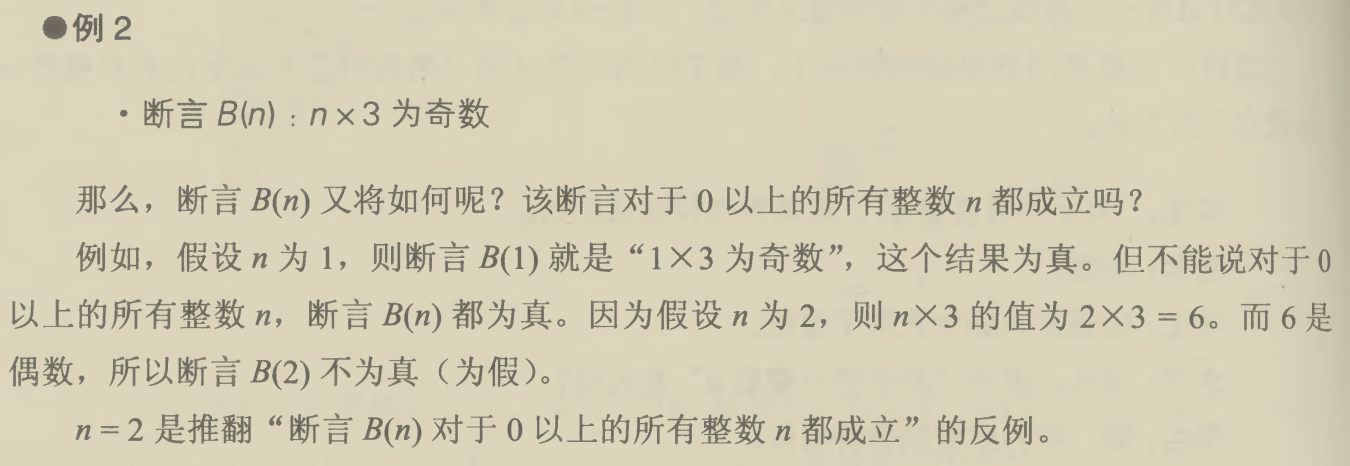 ●例 2
・断言 B(n)：n×3 为奇数
那么，断言 B(n) 又将如何呢？该断言对于 0 以上的所有整数 n 都成立吗？
例如，假设 n 为 1，则断言 B(1) 就是“1×3 为奇数”，这个结果为真。但不能说对于 0
以上的所有整数 n，断言 B(n) 都为真。因为假设 n 为 2，则 n×3 的值为 2×3 = 6。而 6 是
偶数，所以断言 B(2) 不为真（为假）。
n = 2 是推翻“断言 B(n) 对于 0 以上的所有整数 n 都成立”的反例。